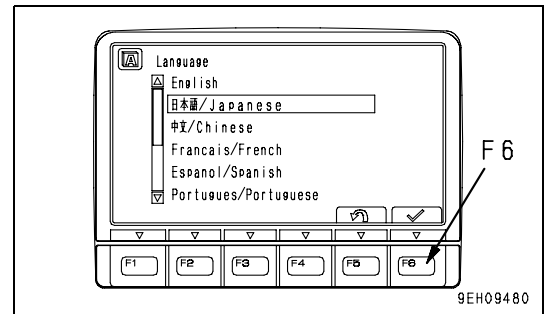 Language
English
日本語/Japanese
中文/Chinese
Francais/French
Espanol/Spanish
Portugues/Portuguese
F6
F1 F2 F3 F4 F5 F6
9EH09480